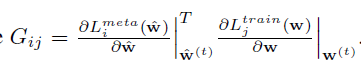 e $G_{ij} = \frac{\partial L_i^{meta}(\hat{\mathbf{w}})}{\partial \hat{\mathbf{w}}} \Big|_{\hat{\mathbf{w}}^{(t)}}^T \frac{\partial L_j^{train}(\mathbf{w})}{\partial \mathbf{w}} \Big|_{\mathbf{w}^{(t)}}$.